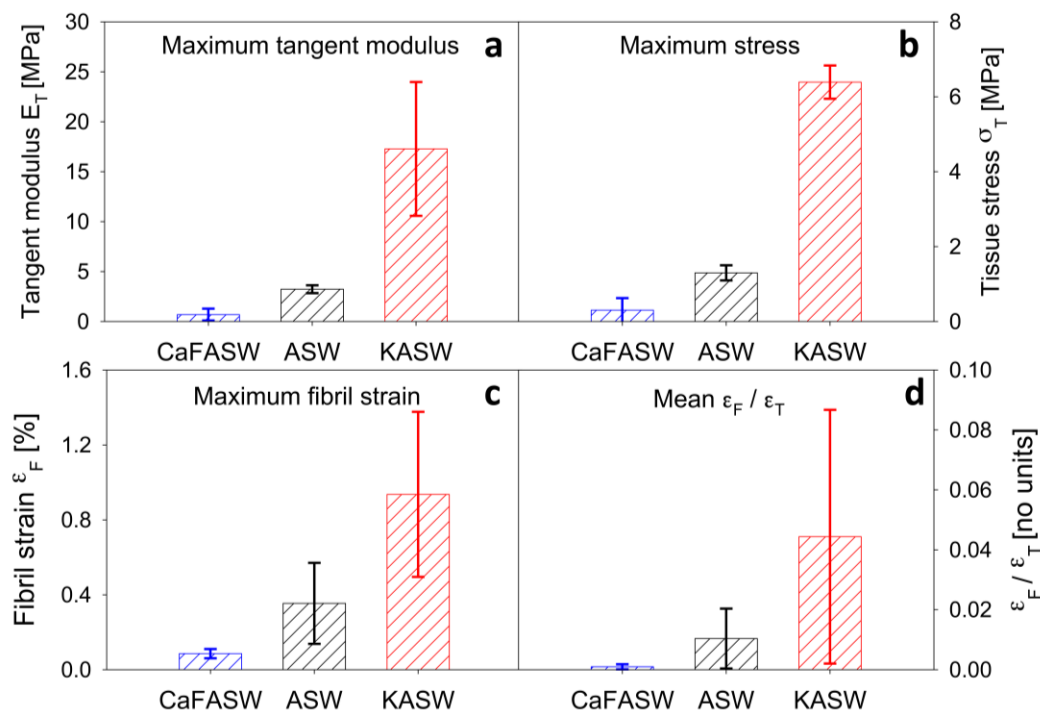 Maximum tangent modulus a
Maximum stress b
Tangent modulus E_T [MPa]
30
25
20
15
10
5
0
8
6
4
2
0
Tissue stress σ_T [MPa]
CaFASW ASW KASW
CaFASW ASW KASW
Maximum fibril strain c
Mean ε_F / ε_T d
Fibril strain ε_F [%]
1.6
1.2
0.8
0.4
0.0
0.10
0.08
0.06
0.04
0.02
0.00
ε_F / ε_T [no units]
CaFASW ASW KASW
CaFASW ASW KASW